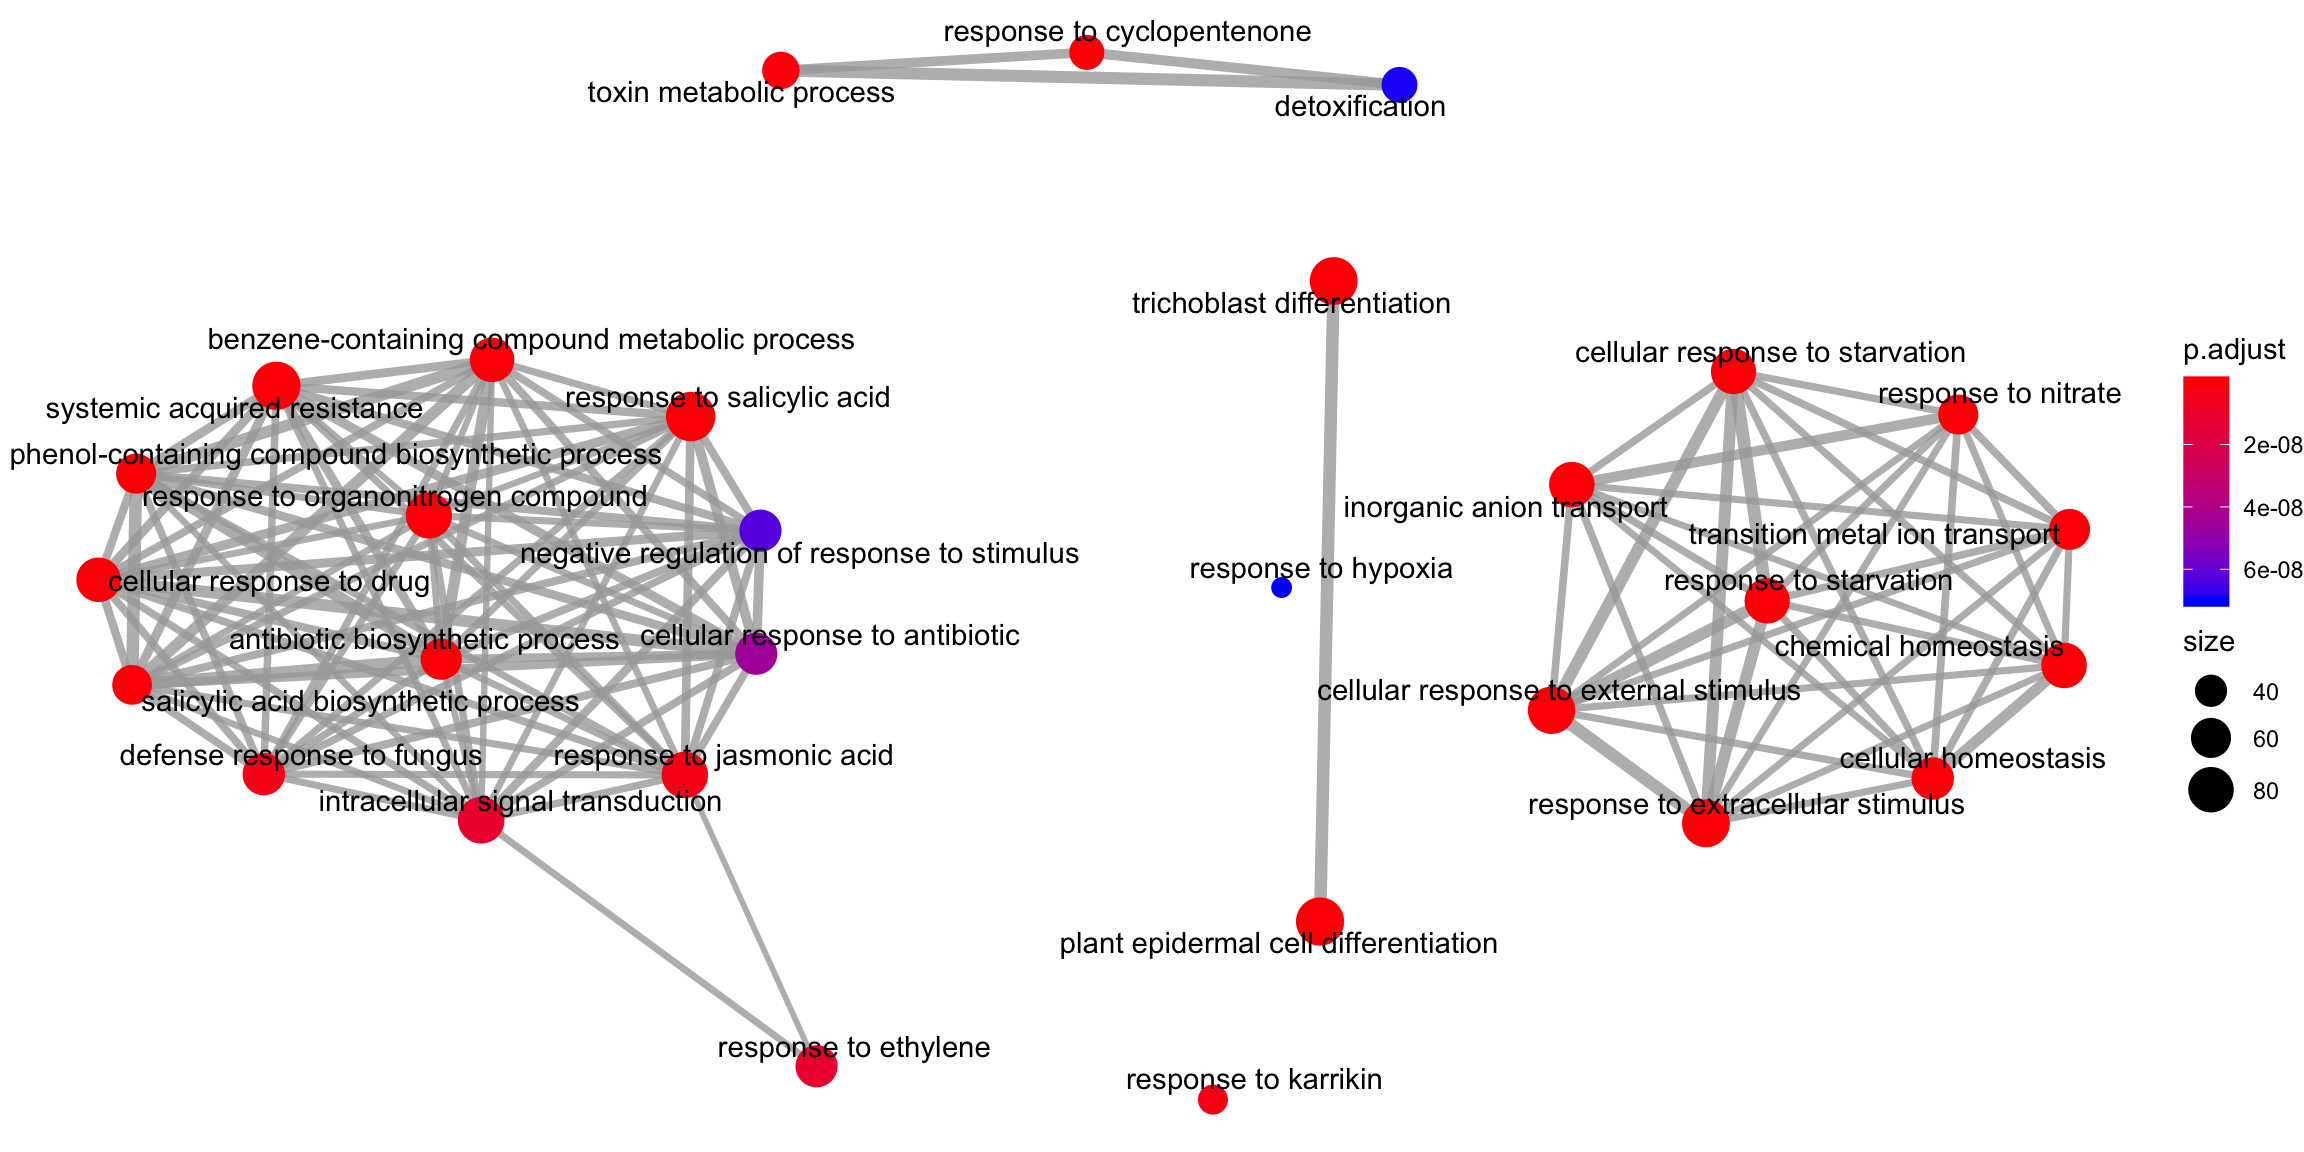 response to cyclopentenone
toxin metabolic process
detoxification
trichoblast differentiation
benzene-containing compound metabolic process
systemic acquired resistance
response to salicylic acid
phenol-containing compound biosynthetic process
response to organonitrogen compound
negative regulation of response to stimulus
cellular response to drug
antibiotic biosynthetic process
cellular response to antibiotic
salicylic acid biosynthetic process
defense response to fungus
response to jasmonic acid
intracellular signal transduction
response to ethylene
response to hypoxia
plant epidermal cell differentiation
response to karrikin
cellular response to starvation
response to nitrate
inorganic anion transport
transition metal ion transport
response to starvation
chemical homeostasis
cellular response to external stimulus
cellular homeostasis
response to extracellular stimulus
p.adjust
2e-08
4e-08
6e-08
size
40
60
80